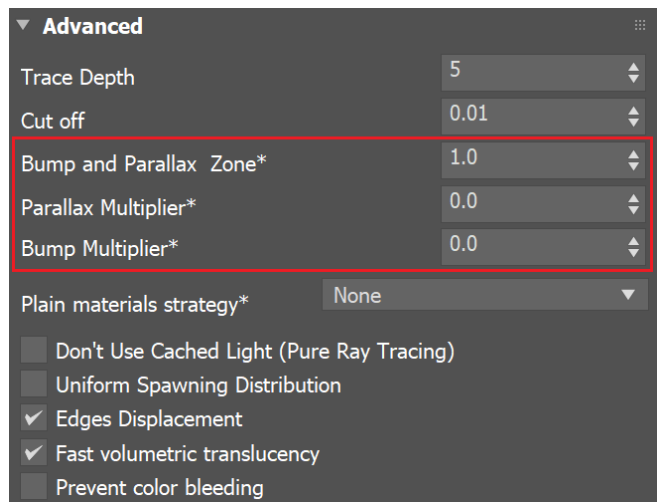 Advanced
Trace Depth 5
Cut off 0.01
Bump and Parallax  Zone* 1.0
Parallax Multiplier* 0.0
Bump Multiplier* 0.0
Plain materials strategy* None
Don't Use Cached Light (Pure Ray Tracing)
Uniform Spawning Distribution
Edges Displacement
Fast volumetric translucency
Prevent color bleeding